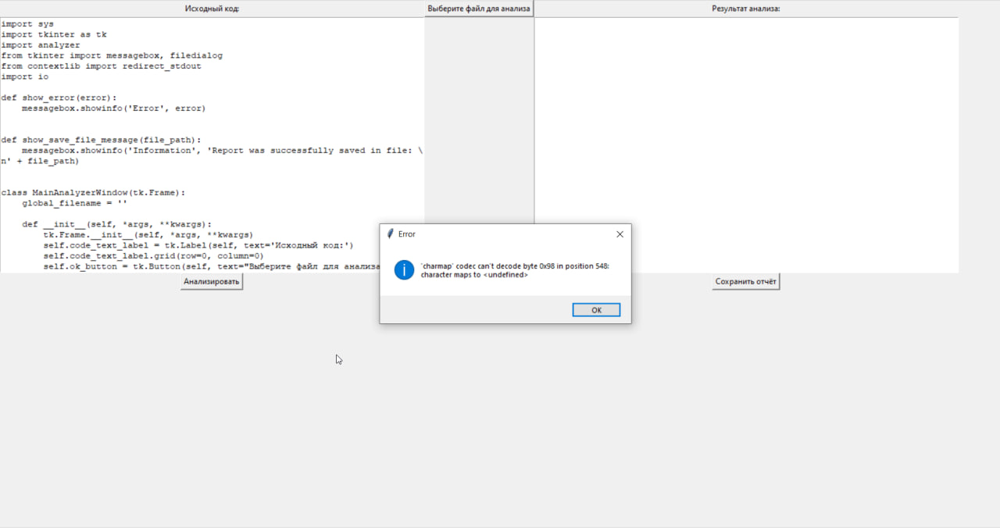 Исходный код:
Выберите файл для анализа
Результат анализа:
import sys
import tkinter as tk
import analyzer
from tkinter import messagebox, filedialog
from contextlib import redirect_stdout
import io
def show_error(error):
    messagebox.showinfo('Error', error)
def show_save_file_message(file_path):
    messagebox.showinfo('Information', 'Report was successfully saved in file: \
n' + file_path)
class MainAnalyzerWindow(tk.Frame):
    global_filename = ''
    def __init__(self, *args, **kwargs):
        tk.Frame.__init__(self, *args, **kwargs)
        self.code_text_label = tk.Label(self, text='Исходный код:')
        self.code_text_label.grid(row=0, column=0)
        self.ok_button = tk.Button(self, text="Выберите файл для анализа
Error
'charmap' codec can't decode byte 0x98 in position 548:
character maps to <undefined>
OK
Анализировать
Сохранить отчёт